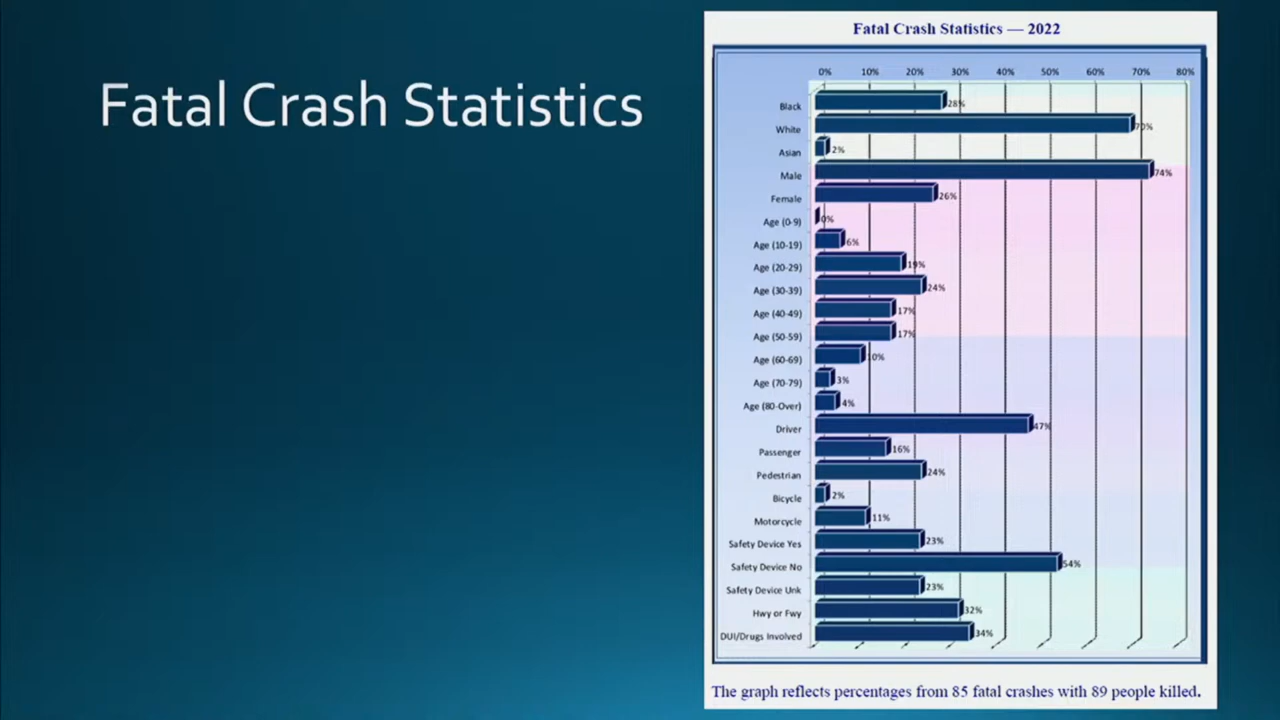 Fatal Crash Statistics
Fatal Crash Statistics — 2022
0% 10% 20% 30% 40% 50% 60% 70% 80%
Black 28%
White 70%
Asian 2%
Male 74%
Female 26%
Age (0-9) 0%
Age (10-19) 6%
Age (20-29) 19%
Age (30-39) 24%
Age (40-49) 17%
Age (50-59) 17%
Age (60-69) 10%
Age (70-79) 3%
Age (80-Over) 4%
Driver 47%
Passenger 16%
Pedestrian 24%
Bicycle 2%
Motorcycle 11%
Safety Device Yes 23%
Safety Device No 54%
Safety Device Unk 23%
Hwy or Fwy 32%
DUI/Drugs Involved 34%
The graph reflects percentages from 85 fatal crashes with 89 people killed.